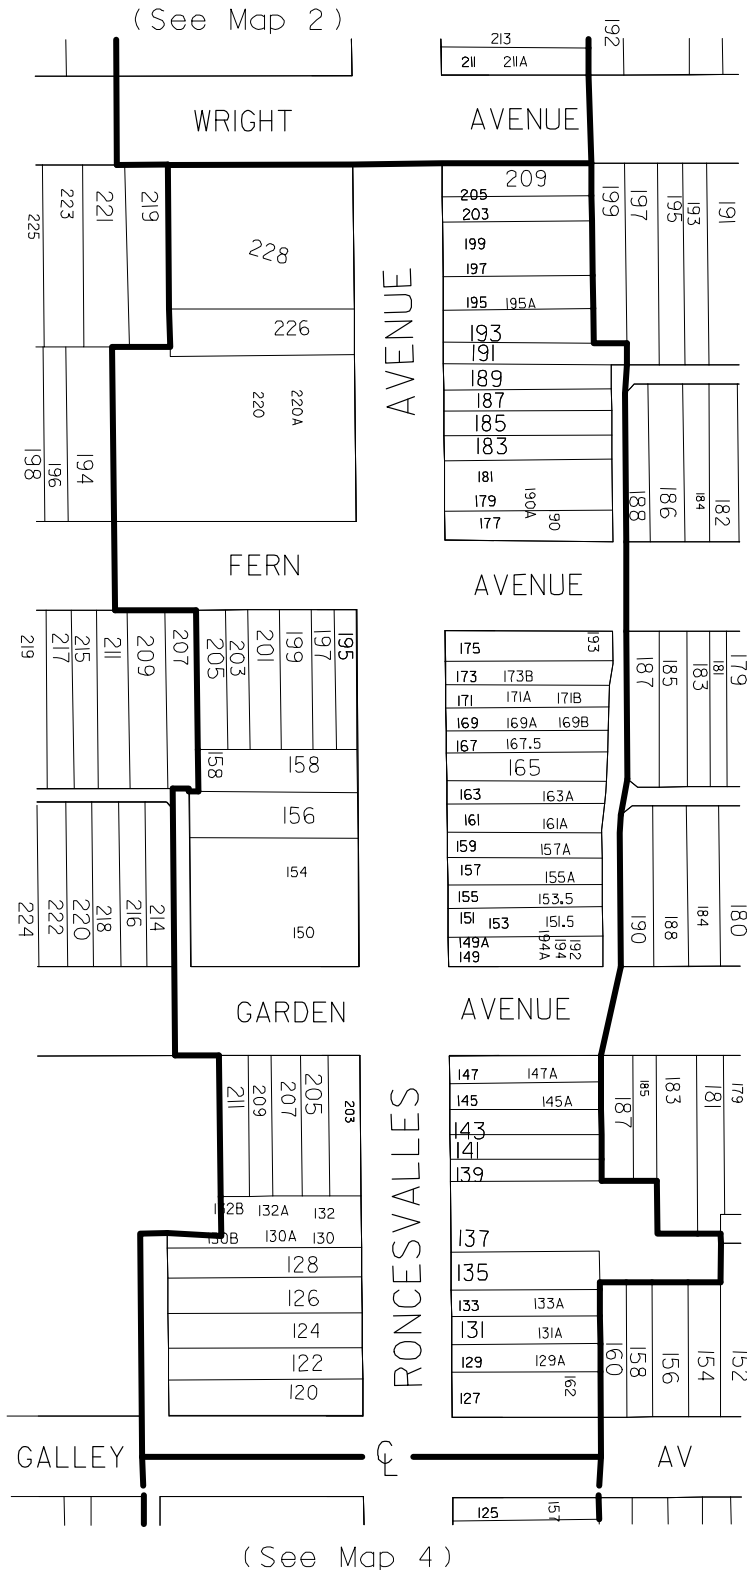 (See Map 2)
192
213
211 211A
WRIGHT AVENUE
225 223 221 219
228
226
220 220A
198 196 194
AVENUE
209
205
203
199
197
195 195A
193
191
189
187
185
183
181
179
177
190A 90
199 197 195 193 191
188 186 184 182
FERN AVENUE
219 217 215 211 209 207 205 203 201 199 197 195
158 158
156
154
150
224 222 220 218 216 214
175 193
173 173B
171 171A 171B
169 169A 169B
167 167.5
165
163 163A
161 161A
159 157A
157 155A
155 153.5
151 153 151.5
149A 194A 194 192
149
187 185 183 181 179
190 188 184 180
GARDEN AVENUE
211 209 207 205 203
132B 132A 132
130B 130A 130
128
126
124
122
120
RONCESVALLES
147 147A
145 145A
143
141
139
137
135
133 133A
131 131A
129 129A
127 162
187 185 183 181 179
160 158 156 154 152
GALLEY ℄ AV
125 157
(See Map 4)